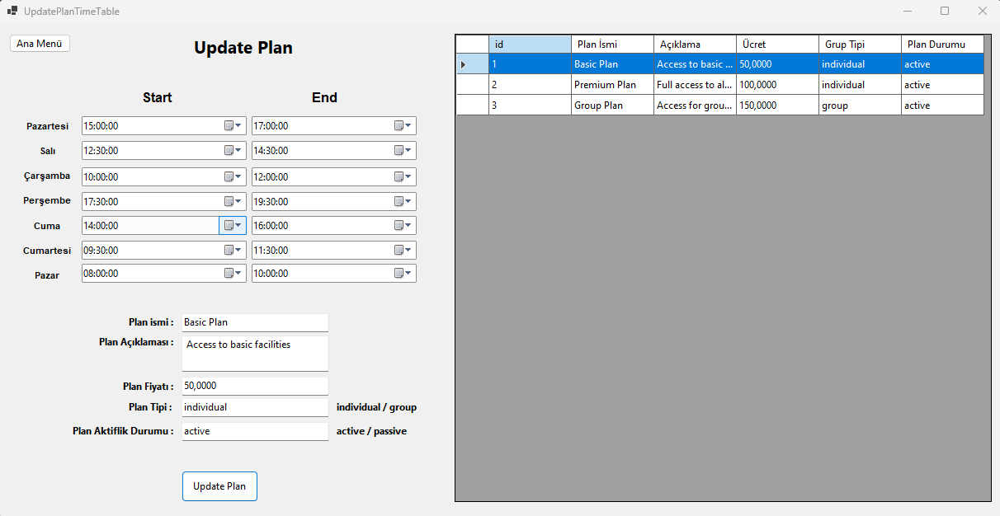 UpdatePlanTimeTable
Ana Menü
Update Plan
Start End
Pazartesi 15:00:00 17:00:00
Salı 12:30:00 14:30:00
Çarşamba 10:00:00 12:00:00
Perşembe 17:30:00 19:30:00
Cuma 14:00:00 16:00:00
Cumartesi 09:30:00 11:30:00
Pazar 08:00:00 10:00:00
Plan ismi : Basic Plan
Plan Açıklaması : Access to basic facilities
Plan Fiyatı : 50,0000
Plan Tipi : individual individual / group
Plan Aktiflik Durumu : active active / passive
Update Plan
id Plan İsmi Açıklama Ücret Grup Tipi Plan Durumu
1 Basic Plan Access to basic ... 50,0000 individual active
2 Premium Plan Full access to al... 100,0000 individual active
3 Group Plan Access for grou... 150,0000 group active